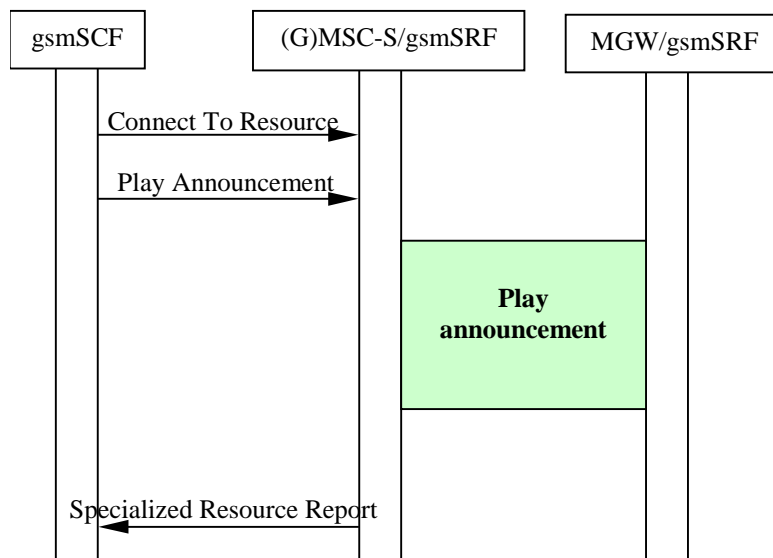 gsmSCF
(G)MSC-S/gsmSRF
MGW/gsmSRF
Connect To Resource
Play Announcement
Play
announcement
Specialized Resource Report